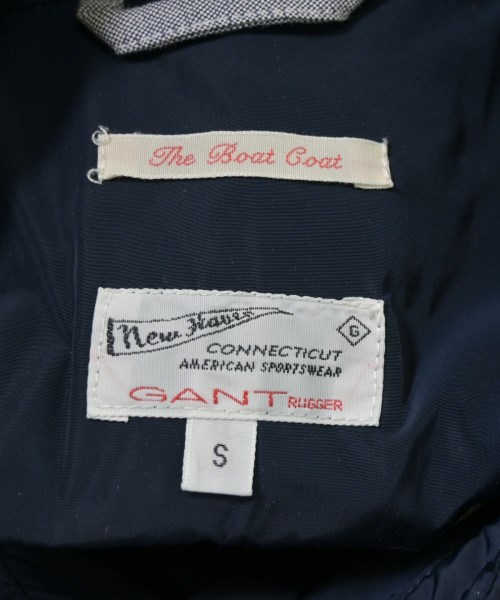 The Boat Coat
New Haven
G
CONNECTICUT
AMERICAN SPORTSWEAR
GANT RUGGER
S